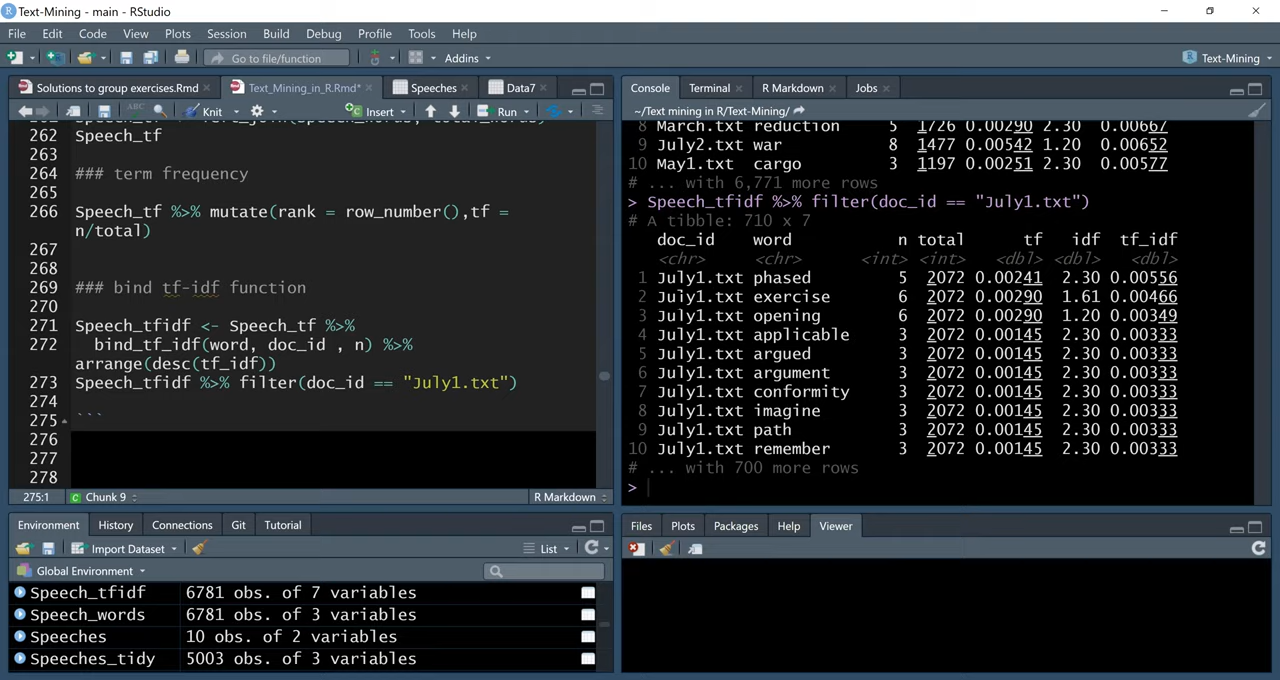 Text-Mining - main - RStudio
File Edit Code View Plots Session Build Debug Profile Tools Help
Go to file/function Addins Text-Mining
Solutions to group exercises.Rmd Text_Mining_in_R.Rmd* Speeches Data7
Knit Insert Run
262 Speech_tf
263
264 ### term frequency
265
266 Speech_tf %>% mutate(rank = row_number(),tf =
n/total)
267
268
269 ### bind tf-idf function
270
271 Speech_tfidf <- Speech_tf %>%
272 bind_tf_idf(word, doc_id , n) %>%
arrange(desc(tf_idf))
273 Speech_tfidf %>% filter(doc_id == "July1.txt")
274
275 ```
276
277
278
275:1 Chunk 9 R Markdown
Console Terminal R Markdown Jobs
~/Text mining in R/Text-Mining/
8 March.txt reduction 5 1726 0.00290 2.30 0.00667
9 July2.txt war 8 1477 0.00542 1.20 0.00652
10 May1.txt cargo 3 1197 0.00251 2.30 0.00577
# ... with 6,771 more rows
> Speech_tfidf %>% filter(doc_id == "July1.txt")
# A tibble: 710 x 7
doc_id word n total tf idf tf_idf
<chr> <chr> <int> <int> <dbl> <dbl> <dbl>
1 July1.txt phased 5 2072 0.00241 2.30 0.00556
2 July1.txt exercise 6 2072 0.00290 1.61 0.00466
3 July1.txt opening 6 2072 0.00290 1.20 0.00349
4 July1.txt applicable 3 2072 0.00145 2.30 0.00333
5 July1.txt argued 3 2072 0.00145 2.30 0.00333
6 July1.txt argument 3 2072 0.00145 2.30 0.00333
7 July1.txt conformity 3 2072 0.00145 2.30 0.00333
8 July1.txt imagine 3 2072 0.00145 2.30 0.00333
9 July1.txt path 3 2072 0.00145 2.30 0.00333
10 July1.txt remember 3 2072 0.00145 2.30 0.00333
# ... with 700 more rows
>
Environment History Connections Git Tutorial
Import Dataset List
Global Environment
Speech_tfidf 6781 obs. of 7 variables
Speech_words 6781 obs. of 3 variables
Speeches 10 obs. of 2 variables
Speeches_tidy 5003 obs. of 3 variables
Files Plots Packages Help Viewer